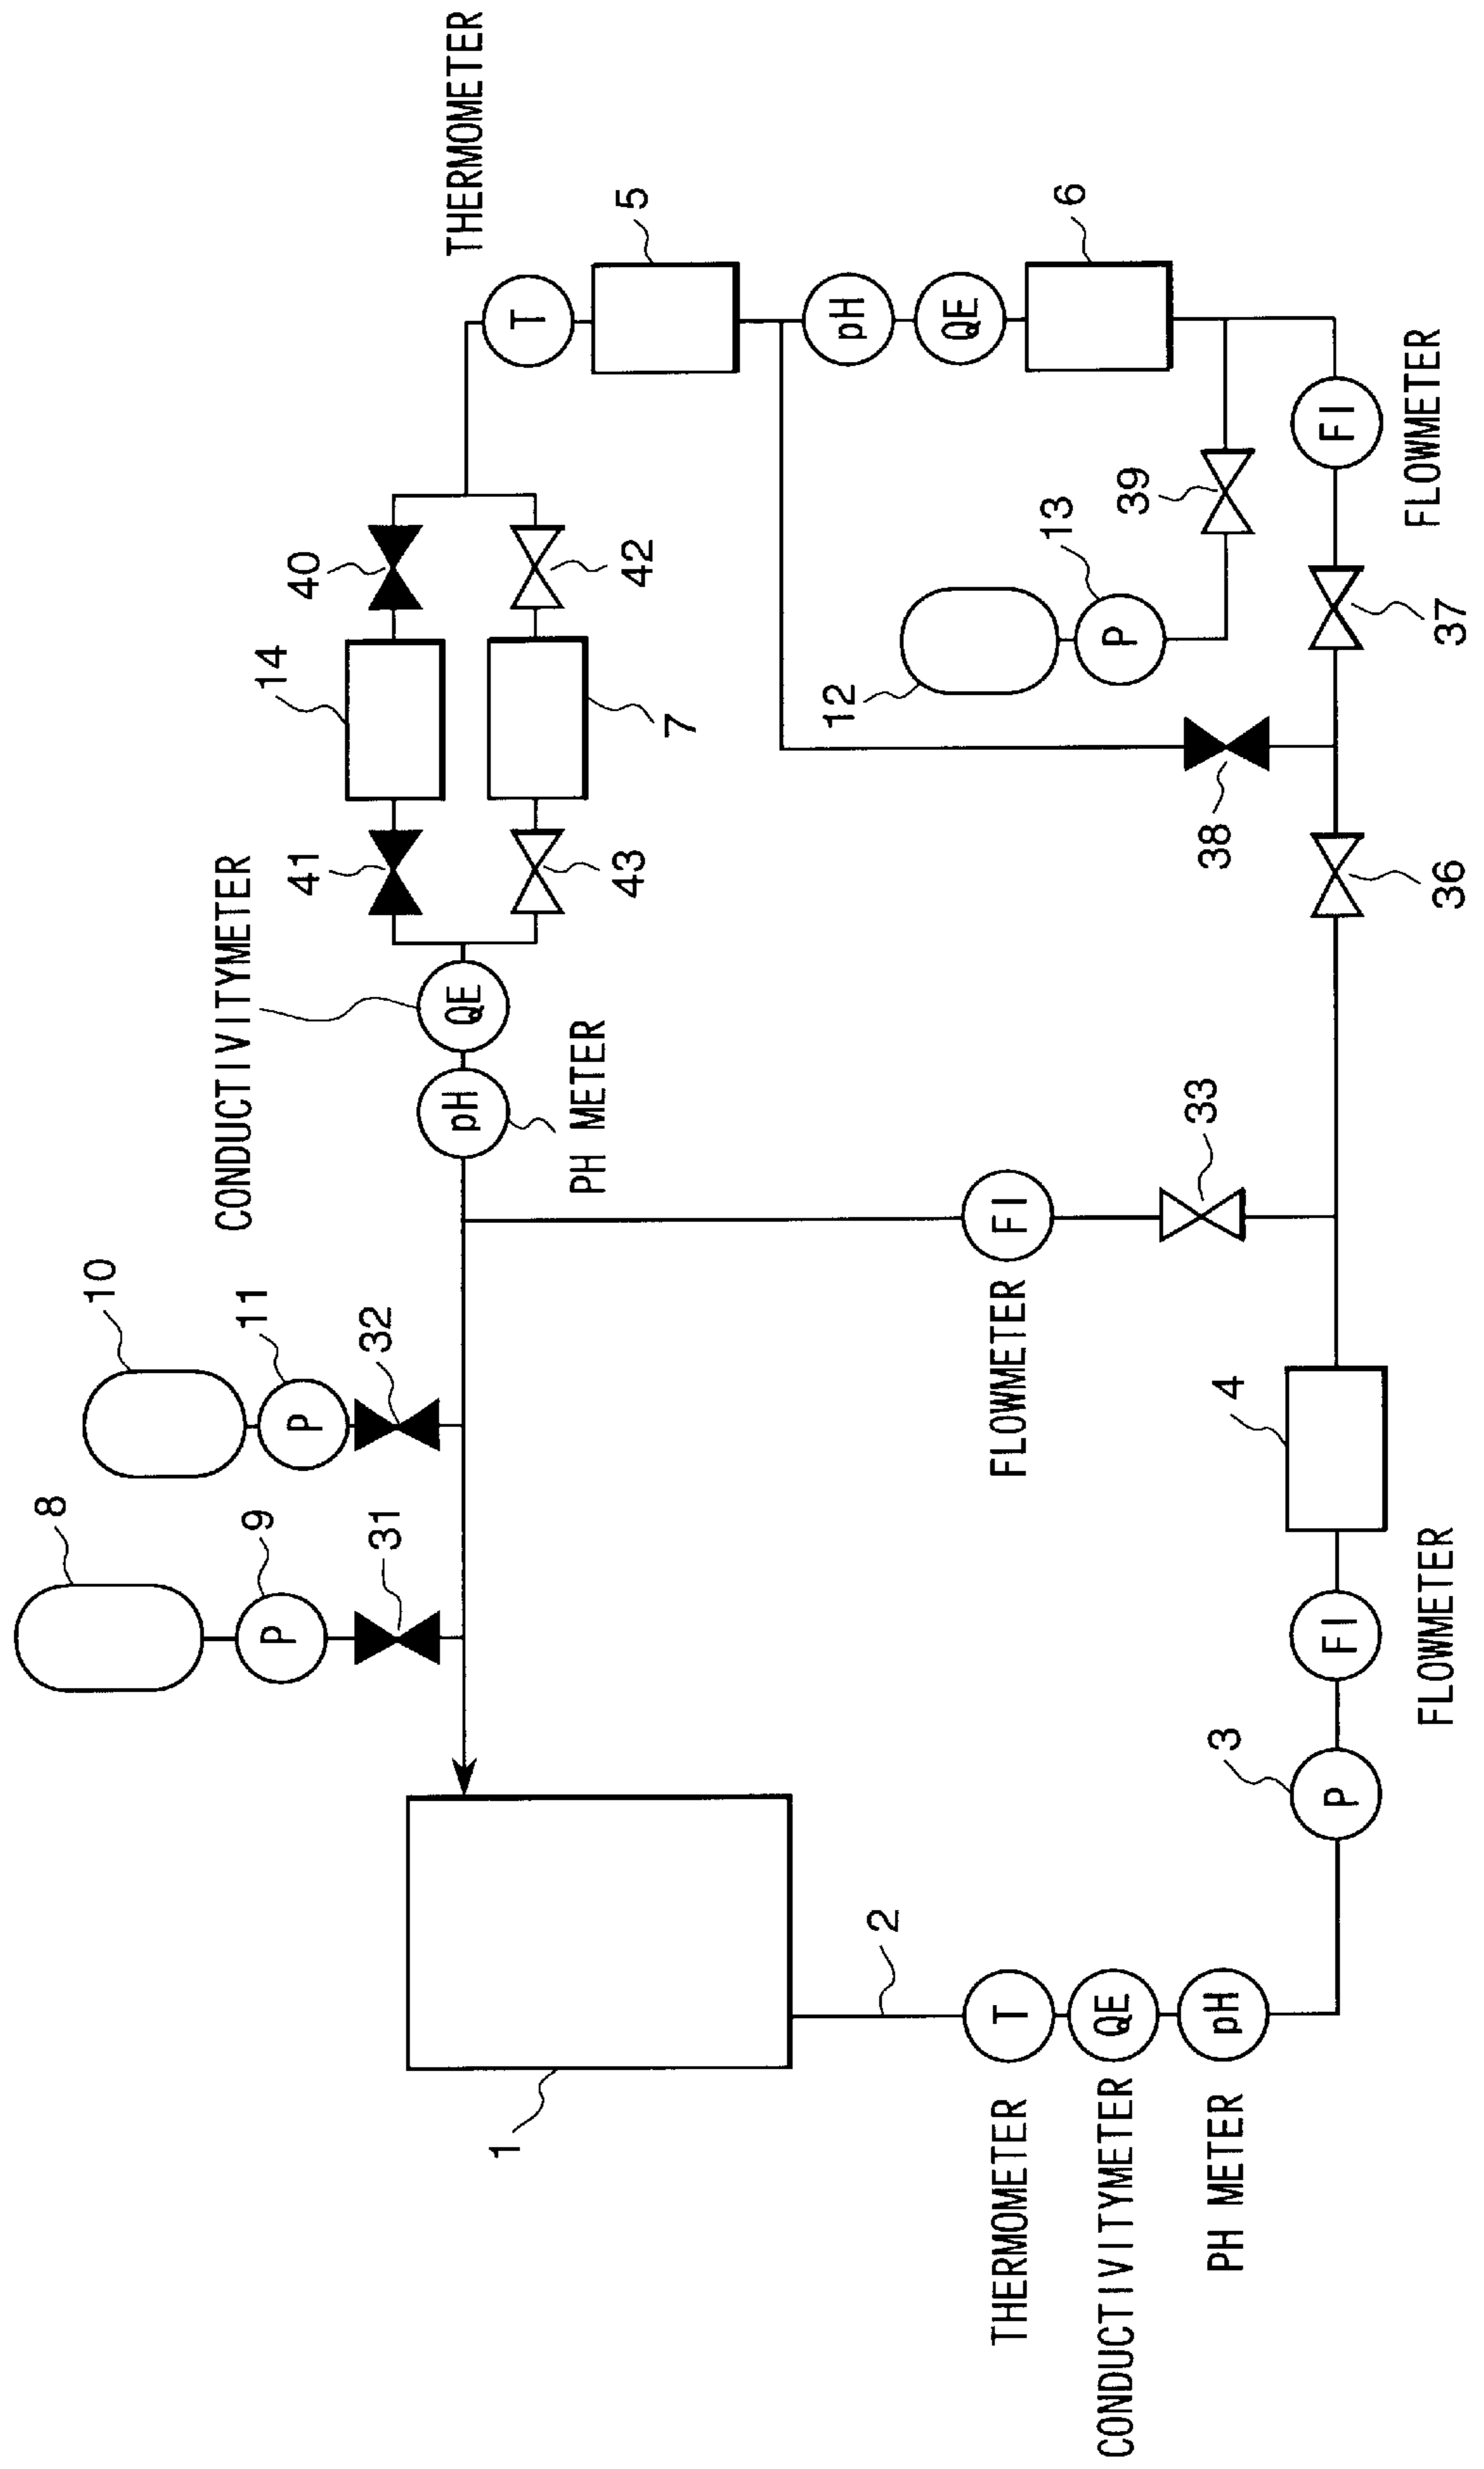 8
10
CONDUCTIVITYMETER
9
11
14
P
P
41
40
31
32
THERMOMETER
pH
QE
1
T
PH METER
43
42
5
7
12
pH
2
QE
THERMOMETER
T
FLOWMETER
FI
13
6
CONDUCTIVITYMETER
QE
P
39
33
PH METER
pH
3
4
38
P
FI
FI
FLOWMETER
36
37
FLOWMETER